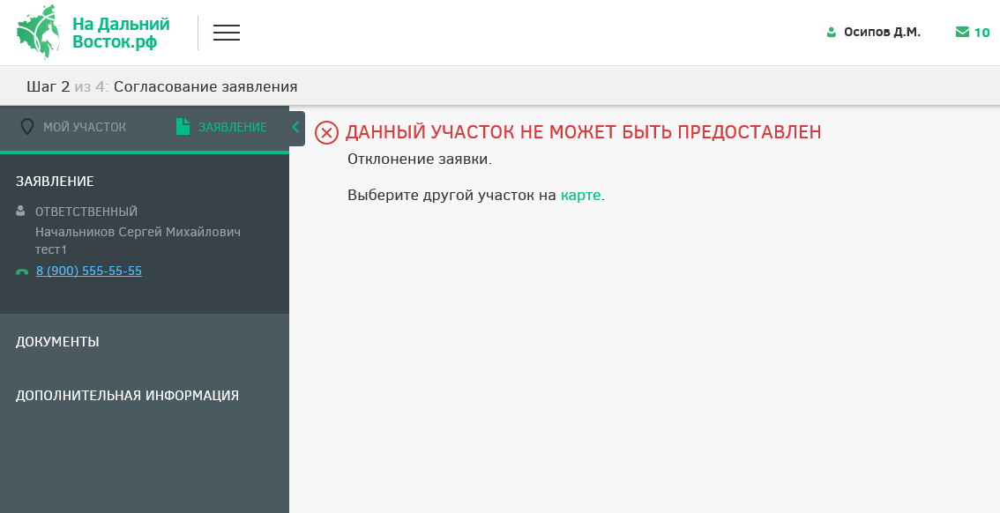 На Дальний
Восток.рф
Осипов Д.М.
10
Шаг 2 из 4: Согласование заявления
МОЙ УЧАСТОК
ЗАЯВЛЕНИЕ
ЗАЯВЛЕНИЕ
ОТВЕТСТВЕННЫЙ
Начальников Сергей Михайлович
тест1
8 (900) 555-55-55
ДОКУМЕНТЫ
ДОПОЛНИТЕЛЬНАЯ ИНФОРМАЦИЯ
ДАННЫЙ УЧАСТОК НЕ МОЖЕТ БЫТЬ ПРЕДОСТАВЛЕН
Отклонение заявки.
Выберите другой участок на карте.